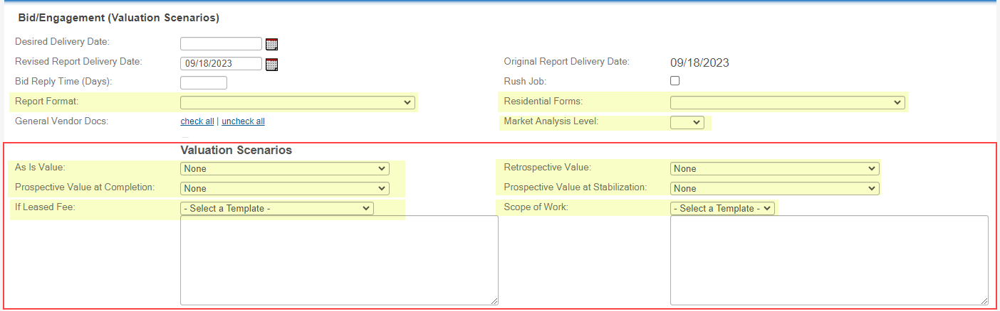 Bid/Engagement (Valuation Scenarios)
Desired Delivery Date:
Revised Report Delivery Date: 09/18/2023 Original Report Delivery Date: 09/18/2023
Bid Reply Time (Days): Rush Job:
Report Format: Residential Forms:
General Vendor Docs: check all | uncheck all Market Analysis Level:
Valuation Scenarios
As Is Value: None Retrospective Value: None
Prospective Value at Completion: None Prospective Value at Stabilization: None
If Leased Fee: - Select a Template - Scope of Work: - Select a Template -